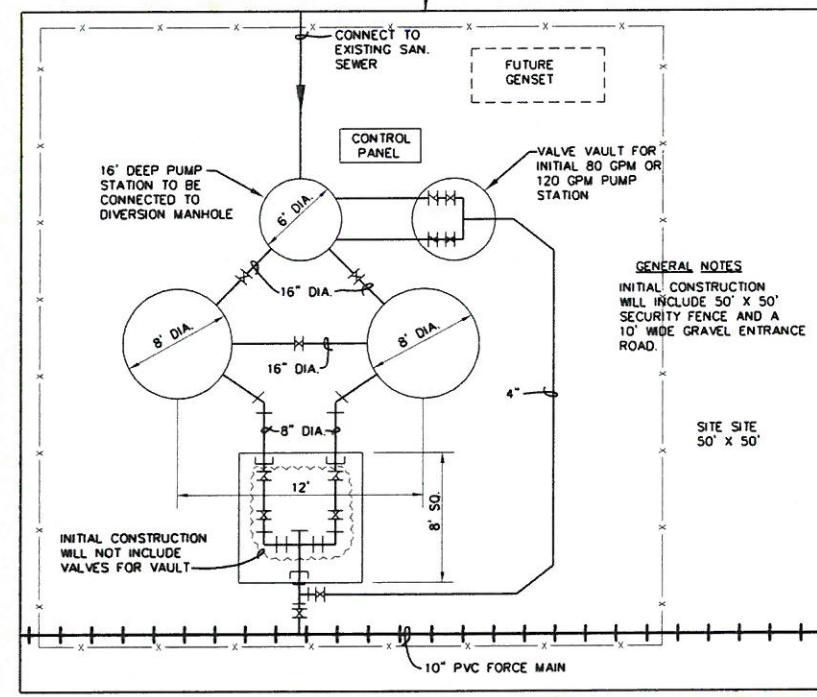 CONNECT TO
EXISTING SAN.
SEWER
FUTURE
GENSET
CONTROL
PANEL
16' DEEP PUMP
STATION TO BE
CONNECTED TO
DIVERSION MANHOLE
6' DIA.
VALVE VAULT FOR
INITIAL 80 GPM OR
120 GPM PUMP
STATION
16" DIA.
8' DIA.
8' DIA.
16" DIA.
GENERAL NOTES
INITIAL CONSTRUCTION
WILL INCLUDE 50' X 50'
SECURITY FENCE AND A
10' WIDE GRAVEL ENTRANCE
ROAD.
4"
8" DIA.
SITE SITE
50' X 50'
12'
8' SQ.
INITIAL CONSTRUCTION
WILL NOT INCLUDE
VALVES FOR VAULT
10" PVC FORCE MAIN